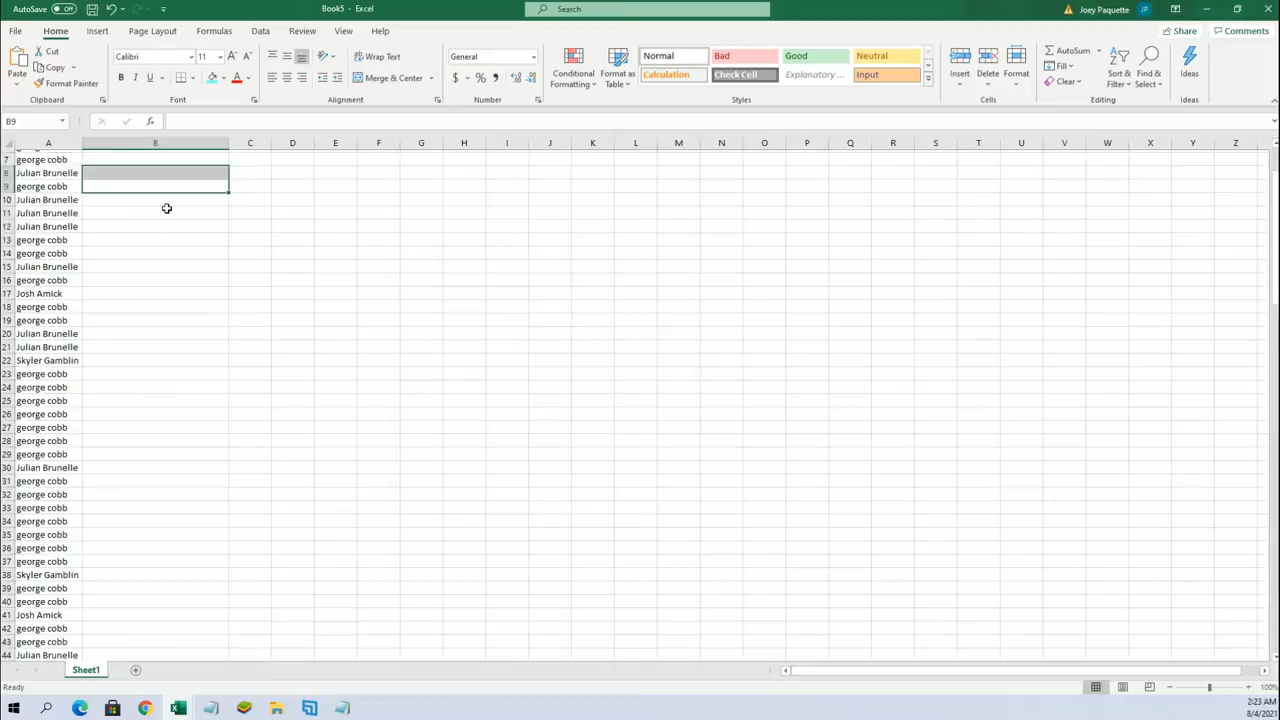 AutoSave Off
Book5 - Excel
Search
Joey Paquette JP
File Home Insert Page Layout Formulas Data Review View Help Share Comments
Paste Cut Calibri 11 Wrap Text General Normal Bad Good Neutral AutoSum
Copy Conditional Format as Insert Delete Format Fill Sort & Find & Ideas
Format Painter B I U A Merge & Center $ % Formatting Table Calculation Check Cell Explanatory ... Input Clear Filter Select
Clipboard Font Alignment Number Styles Cells Editing Ideas
B9 fx
A B C D E F G H I J K L M N O P Q R S T U V W X Y Z
7 george cobb
8 Julian Brunelle
9 george cobb
10 Julian Brunelle
11 Julian Brunelle
12 Julian Brunelle
13 george cobb
14 george cobb
15 Julian Brunelle
16 george cobb
17 Josh Amick
18 george cobb
19 george cobb
20 Julian Brunelle
21 Julian Brunelle
22 Skyler Gamblin
23 george cobb
24 george cobb
25 george cobb
26 george cobb
27 george cobb
28 george cobb
29 george cobb
30 Julian Brunelle
31 george cobb
32 george cobb
33 george cobb
34 george cobb
35 george cobb
36 george cobb
37 george cobb
38 Skyler Gamblin
39 george cobb
40 george cobb
41 Josh Amick
42 george cobb
43 george cobb
44 Julian Brunelle
Sheet1
Ready 100%
2:23 AM
8/4/2021